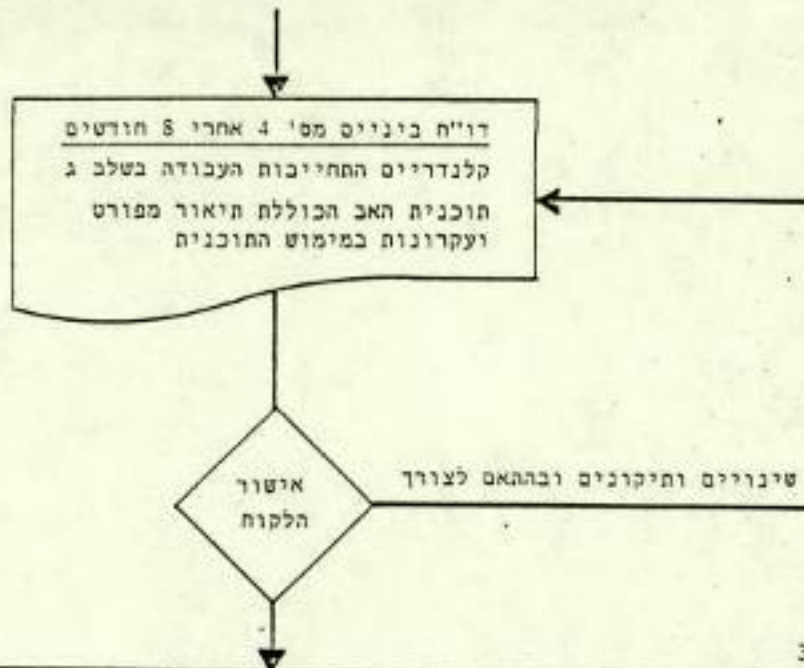 דו"ח ביניים מס' 4 אחרי 8 חודשים
קלנדריים התחייבות העבודה בשלב ג
תוכנית האב הכוללת תיאור מפורט
ועקרונות במימוש התוכנית
אישור
הלקוח
שינויים ותיקונים ובהתאם לצורך